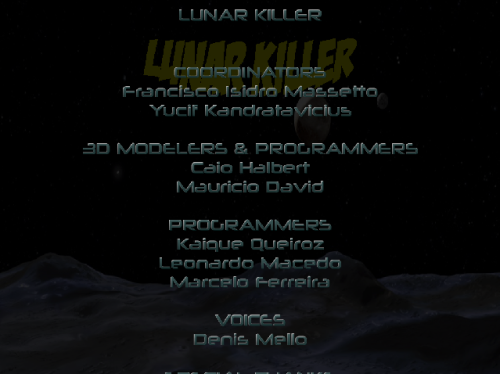 LUNAR KILLER
LUNAR KILLER
COORDINATORS
Francisco Isidro Massetto
Yucif Kandratavicius
3D MODELERS & PROGRAMMERS
Caio Halbert
Mauricio David
PROGRAMMERS
Kaique Queiroz
Leonardo Macedo
Marcelo Ferreira
VOICES
Denis Mello